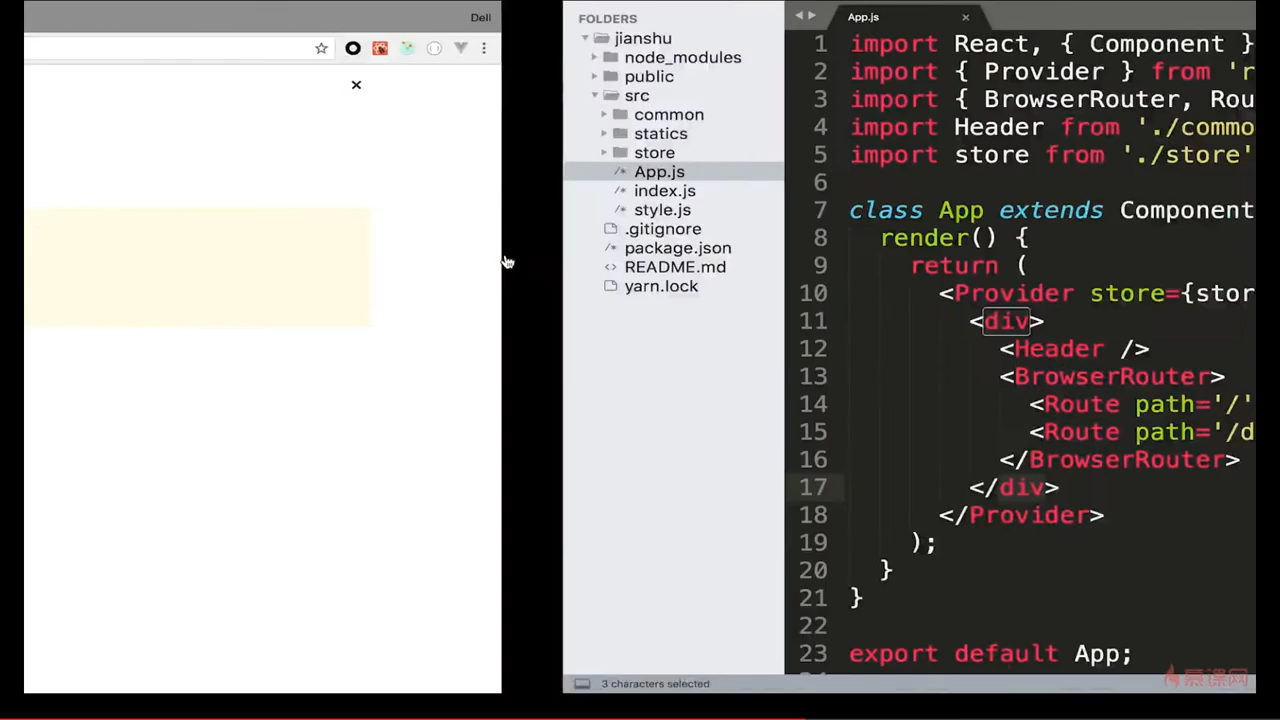 Dell
FOLDERS
jianshu
node_modules
public
src
common
statics
store
App.js
index.js
style.js
.gitignore
package.json
README.md
yarn.lock
3 characters selected
App.js
1 import React, { Component }
2 import { Provider } from 'r
3 import { BrowserRouter, Rou
4 import Header from './commo
5 import store from './store'
6
7 class App extends Component
8 render() {
9 return (
10 <Provider store={stor
11 <div>
12 <Header />
13 <BrowserRouter>
14 <Route path='/'
15 <Route path='/d
16 </BrowserRouter>
17 </div>
18 </Provider>
19 );
20 }
21 }
22
23 export default App;
慕课网